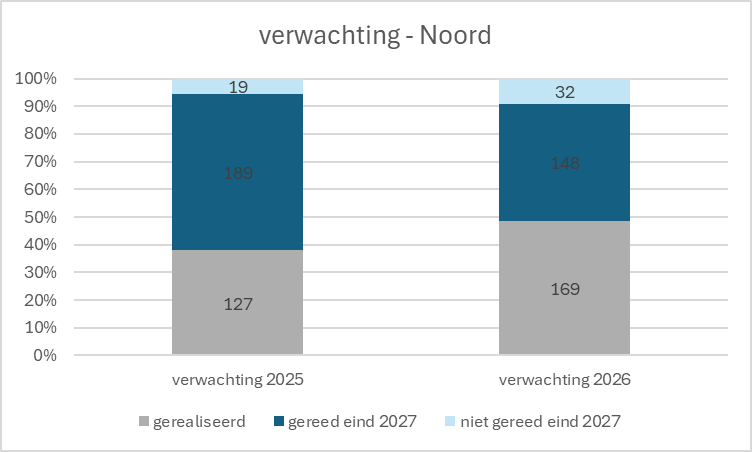 verwachting - Noord
100%
90%
80%
70%
60%
50%
40%
30%
20%
10%
0%
19
189
127
32
148
169
verwachting 2025
verwachting 2026
gerealiseerd
gereed eind 2027
niet gereed eind 2027